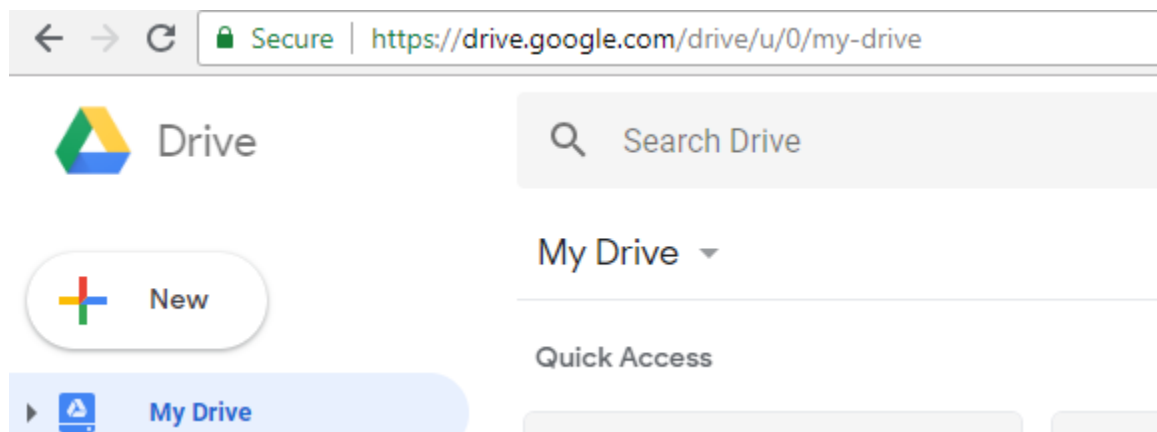 Secure | https://drive.google.com/drive/u/0/my-drive
Drive
Search Drive
My Drive
New
Quick Access
My Drive